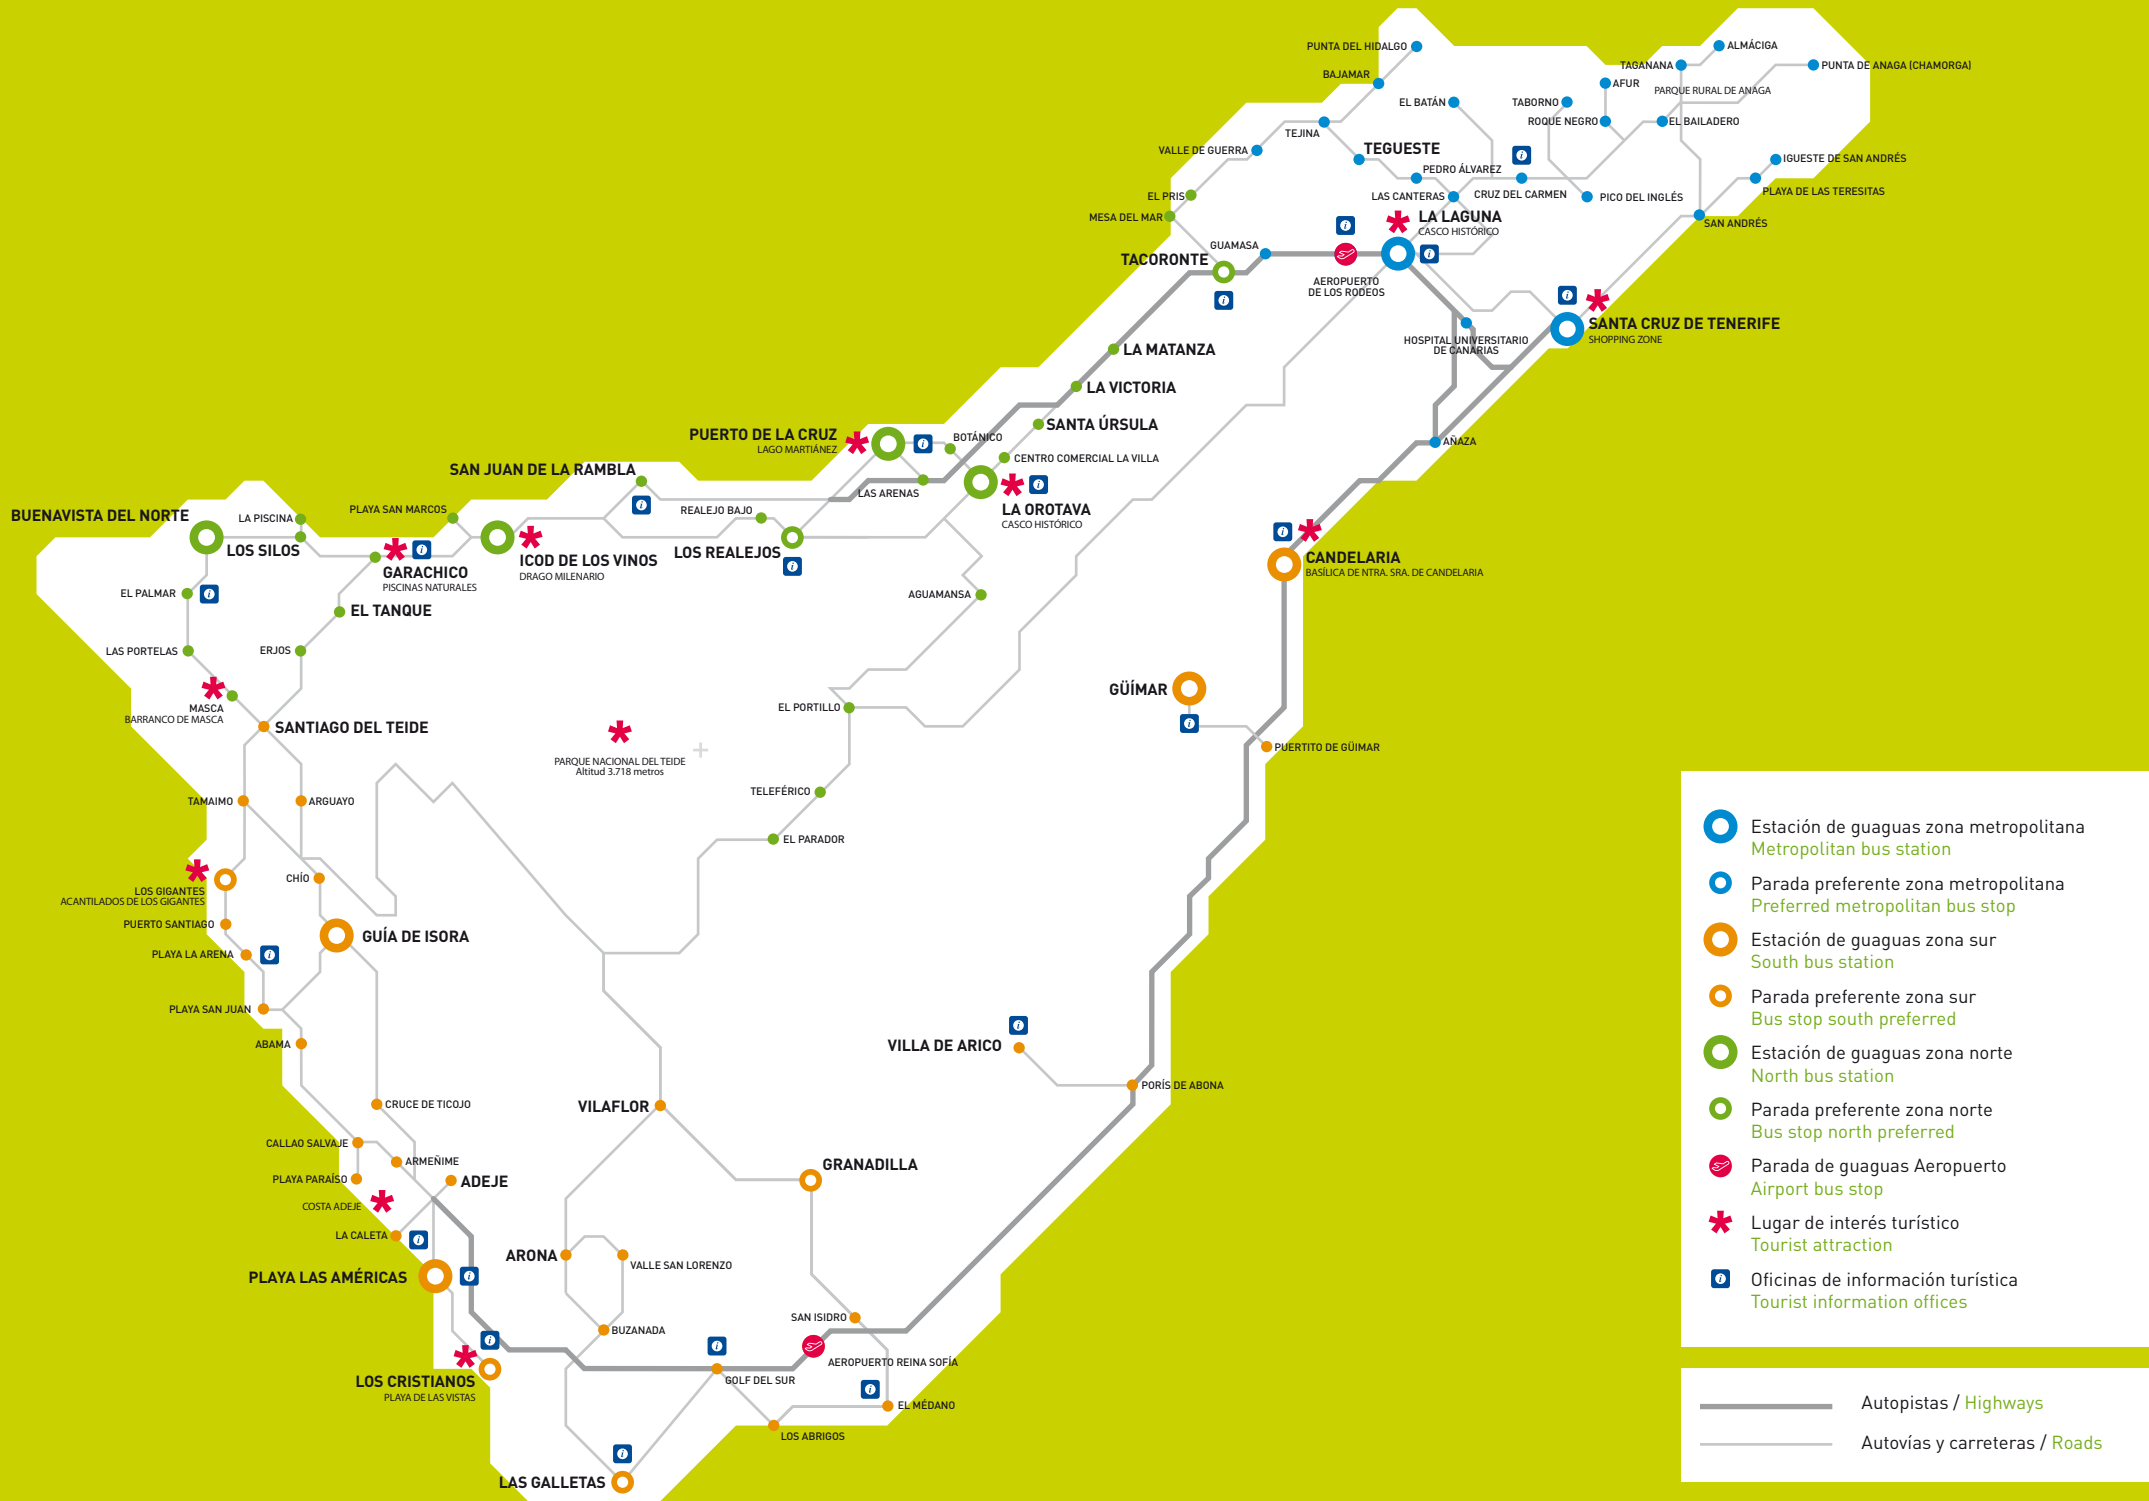 PUNTA DEL HIDALGO
ALMÁCIGA
TAGANANA
PUNTA DE ANAGA (CHAMORGA)
BAJAMAR
AFUR
PARQUE RURAL DE ANAGA
EL BATÁN
TABORNO
ROQUE NEGRO
EL BAILADERO
TEJINA
VALLE DE GUERRA
TEGUESTE
IGUESTE DE SAN ANDRÉS
PEDRO ÁLVAREZ
PLAYA DE LAS TERESITAS
EL PRIS
LAS CANTERAS
CRUZ DEL CARMEN
PICO DEL INGLÉS
MESA DEL MAR
LA LAGUNA
CASCO HISTÓRICO
SAN ANDRÉS
GUAMASA
TACORONTE
AEROPUERTO
DE LOS RODEOS
SANTA CRUZ DE TENERIFE
SHOPPING ZONE
HOSPITAL UNIVERSITARIO
DE CANARIAS
LA MATANZA
LA VICTORIA
SANTA ÚRSULA
PUERTO DE LA CRUZ
LAGO MARTIÁNEZ
BOTÁNICO
AÑAZA
CENTRO COMERCIAL LA VILLA
SAN JUAN DE LA RAMBLA
LAS ARENAS
LA OROTAVA
CASCO HISTÓRICO
PLAYA SAN MARCOS
REALEJO BAJO
BUENAVISTA DEL NORTE
LA PISCINA
LOS SILOS
LOS REALEJOS
ICOD DE LOS VINOS
DRAGO MILENARIO
GARACHICO
PISCINAS NATURALES
CANDELARIA
BASÍLICA DE NTRA. SRA. DE CANDELARIA
EL PALMAR
AGUAMANSA
EL TANQUE
LAS PORTELAS
ERJOS
GÜÍMAR
MASCA
BARRANCO DE MASCA
EL PORTILLO
SANTIAGO DEL TEIDE
PUERTITO DE GÜIMAR
PARQUE NACIONAL DEL TEIDE
Altitud 3.718 metros
TELEFÉRICO
TAMAIMO
ARGUAYO
EL PARADOR
CHÍO
LOS GIGANTES
ACANTILADOS DE LOS GIGANTES
PUERTO SANTIAGO
GUÍA DE ISORA
PLAYA LA ARENA
PLAYA SAN JUAN
ABAMA
VILLA DE ARICO
PORÍS DE ABONA
CRUCE DE TICOJO
VILAFLOR
CALLAO SALVAJE
ARMEÑIME
GRANADILLA
PLAYA PARAÍSO
ADEJE
COSTA ADEJE
LA CALETA
ARONA
VALLE SAN LORENZO
PLAYA LAS AMÉRICAS
SAN ISIDRO
BUZANADA
AEROPUERTO REINA SOFÍA
LOS CRISTIANOS
PLAYA DE LAS VISTAS
GOLF DEL SUR
EL MÉDANO
LOS ABRIGOS
LAS GALLETAS
Estación de guaguas zona metropolitana
Metropolitan bus station
Parada preferente zona metropolitana
Preferred metropolitan bus stop
Estación de guaguas zona sur
South bus station
Parada preferente zona sur
Bus stop south preferred
Estación de guaguas zona norte
North bus station
Parada preferente zona norte
Bus stop north preferred
Parada de guaguas Aeropuerto
Airport bus stop
Lugar de interés turístico
Tourist attraction
Oficinas de información turística
Tourist information offices
Autopistas / Highways
Autovías y carreteras / Roads